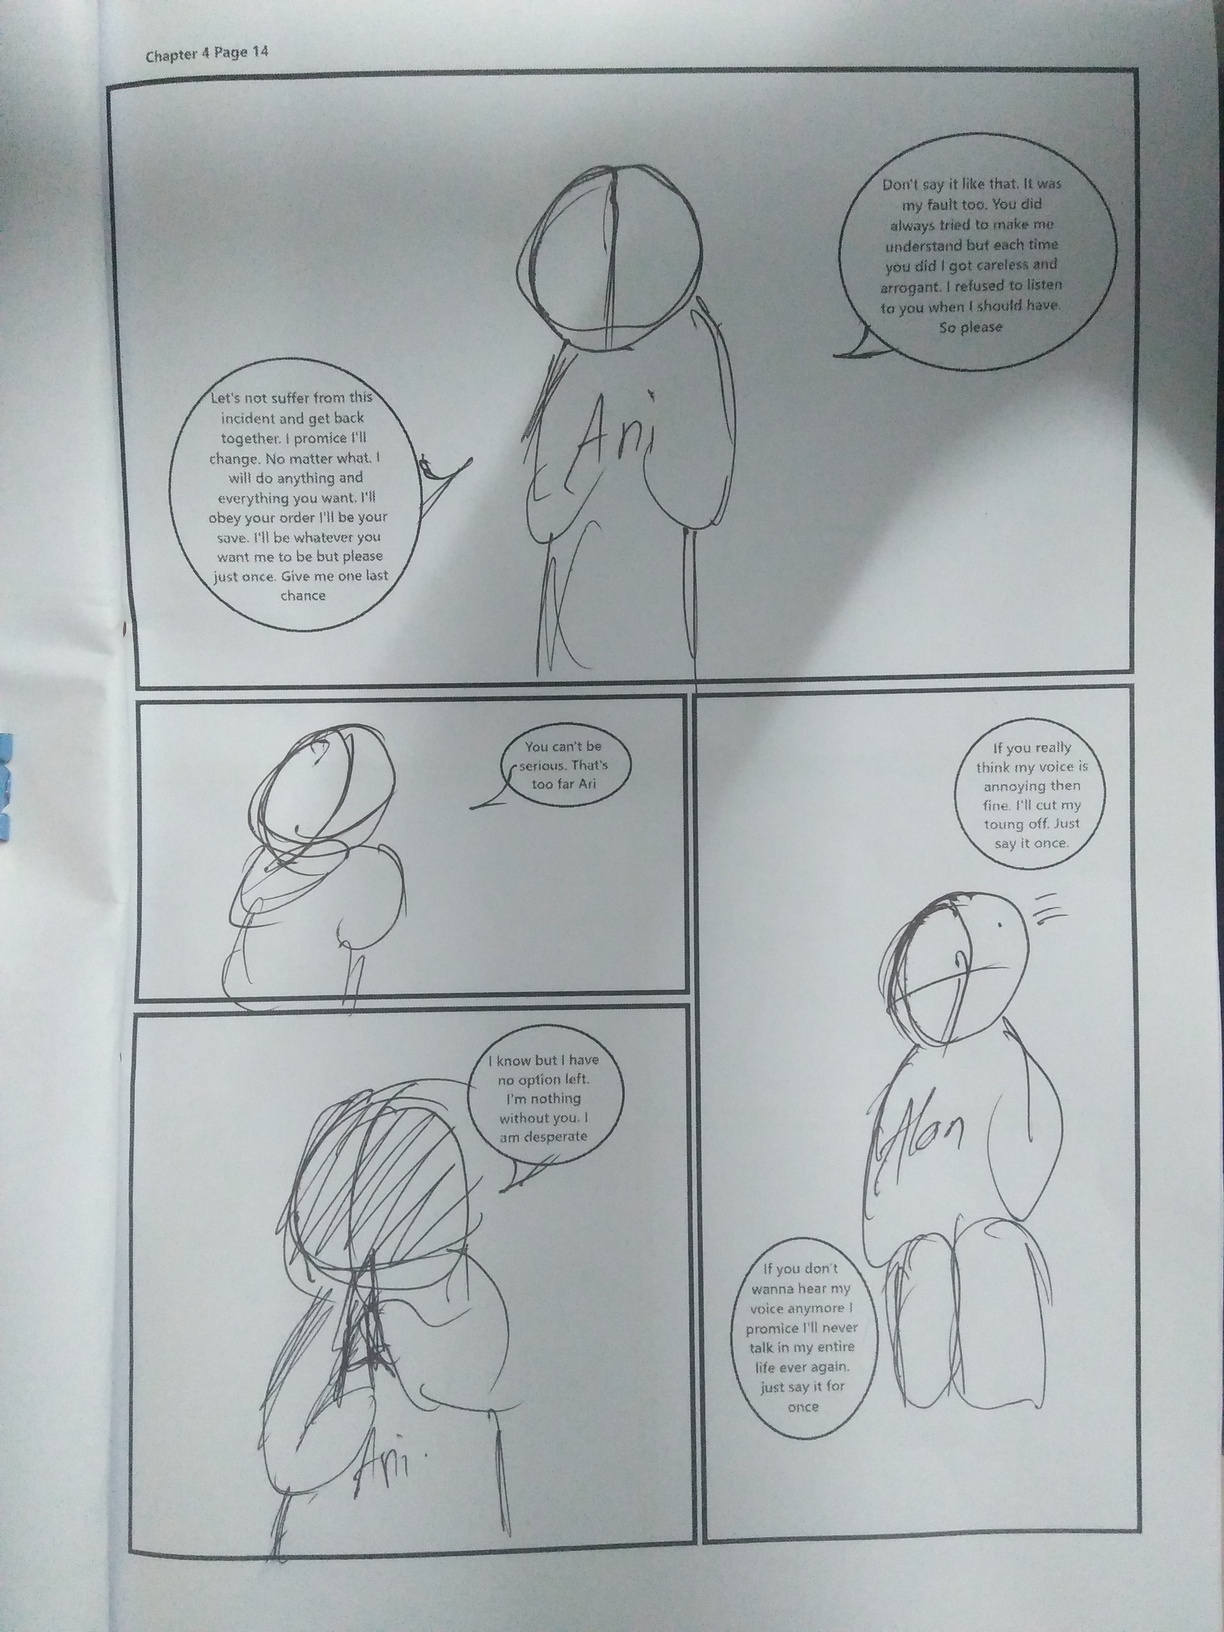 Chapter 4 Page 14
Don't say it like that. It was
my fault too. You did
always tried to make me
understand but each time
you did I got careless and
arrogant. I refused to listen
to you when I should have.
So please
Let's not suffer from this
incident and get back
together. I promice I'll
change. No matter what. I
will do anything and
everything you want. I'll
obey your order I'll be your
save. I'll be whatever you
want me to be but please
just once. Give me one last
chance
Ari
You can't be
serious. That's
too far Ari
If you really
think my voice is
annoying then
fine. I'll cut my
toung off. Just
say it once.
Alan
If you don't
wanna hear my
voice anymore I
promice I'll never
talk in my entire
life ever again.
just say it for
once
I know but I have
no option left.
I'm nothing
without you. I
am desperate
Ari